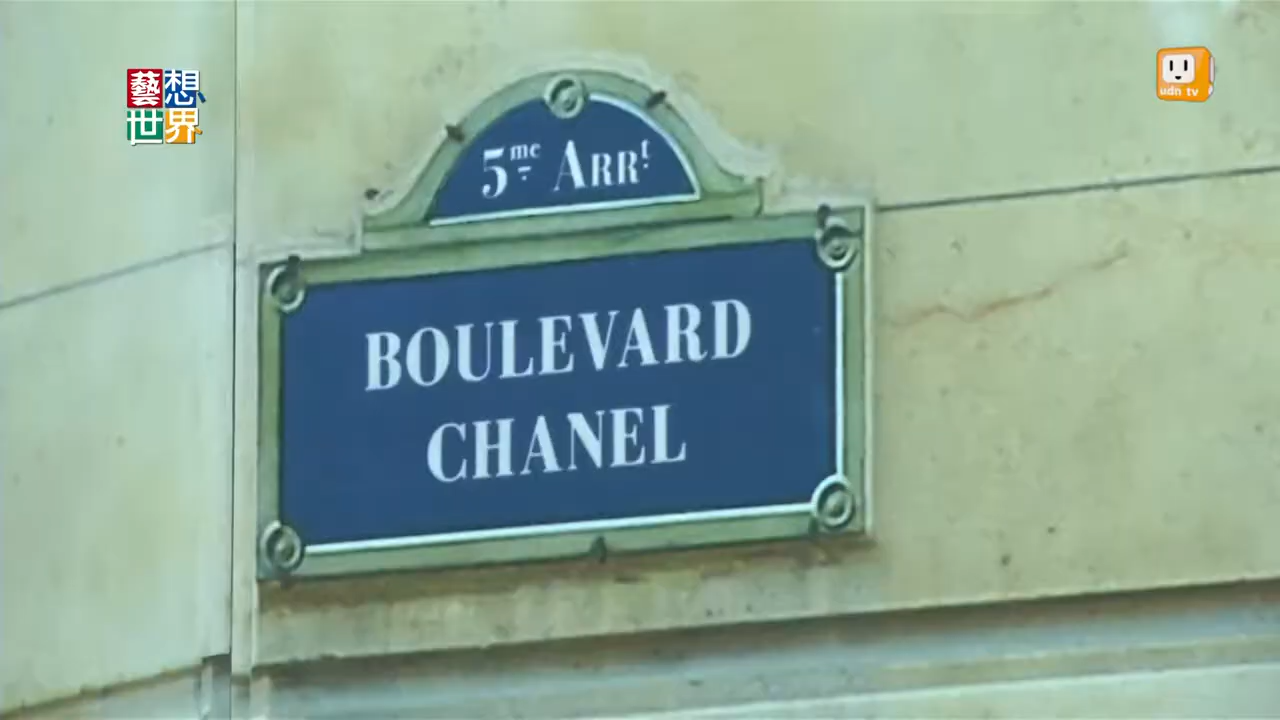 藝想
世界
udn tv
5me Arrt
BOULEVARD
CHANEL